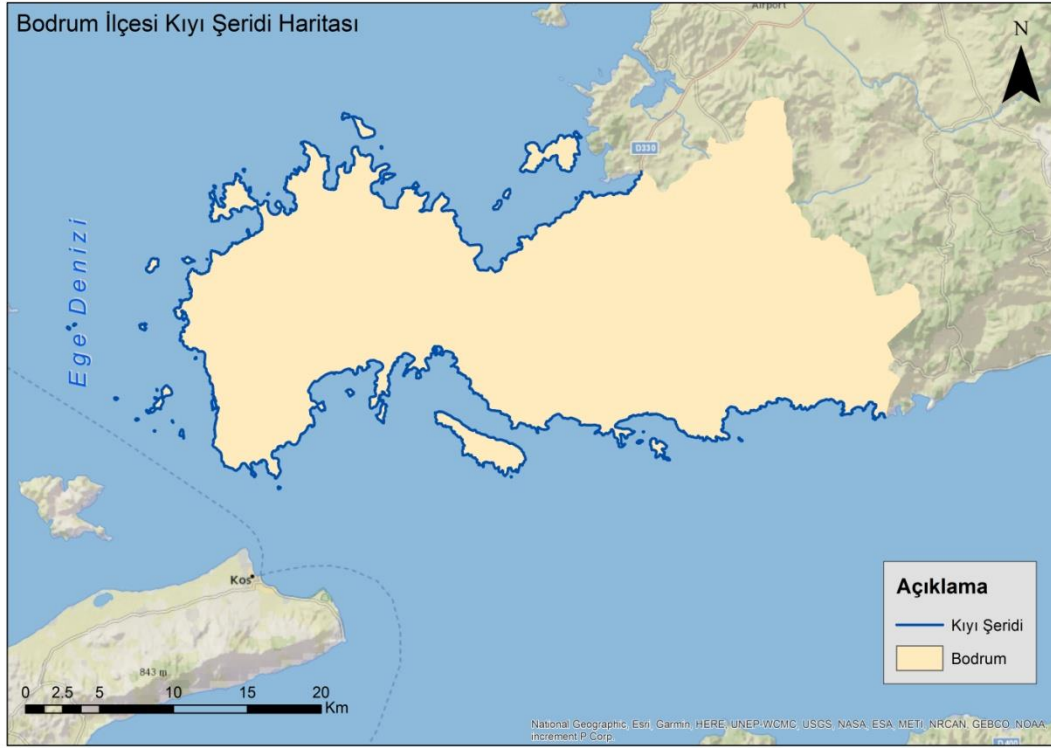 Bodrum İlçesi Kıyı Şeridi Haritası
Airport
N
D330
Ege Denizi
Kos
843 m
Açıklama
Kıyı Şeridi
Bodrum
0 2.5 5 10 15 20
Km
National Geographic, Esri, Garmin, HERE, UNEP-WCMC, USGS, NASA, ESA, METI, NRCAN, GEBCO, NOAA,
increment P Corp.
D400